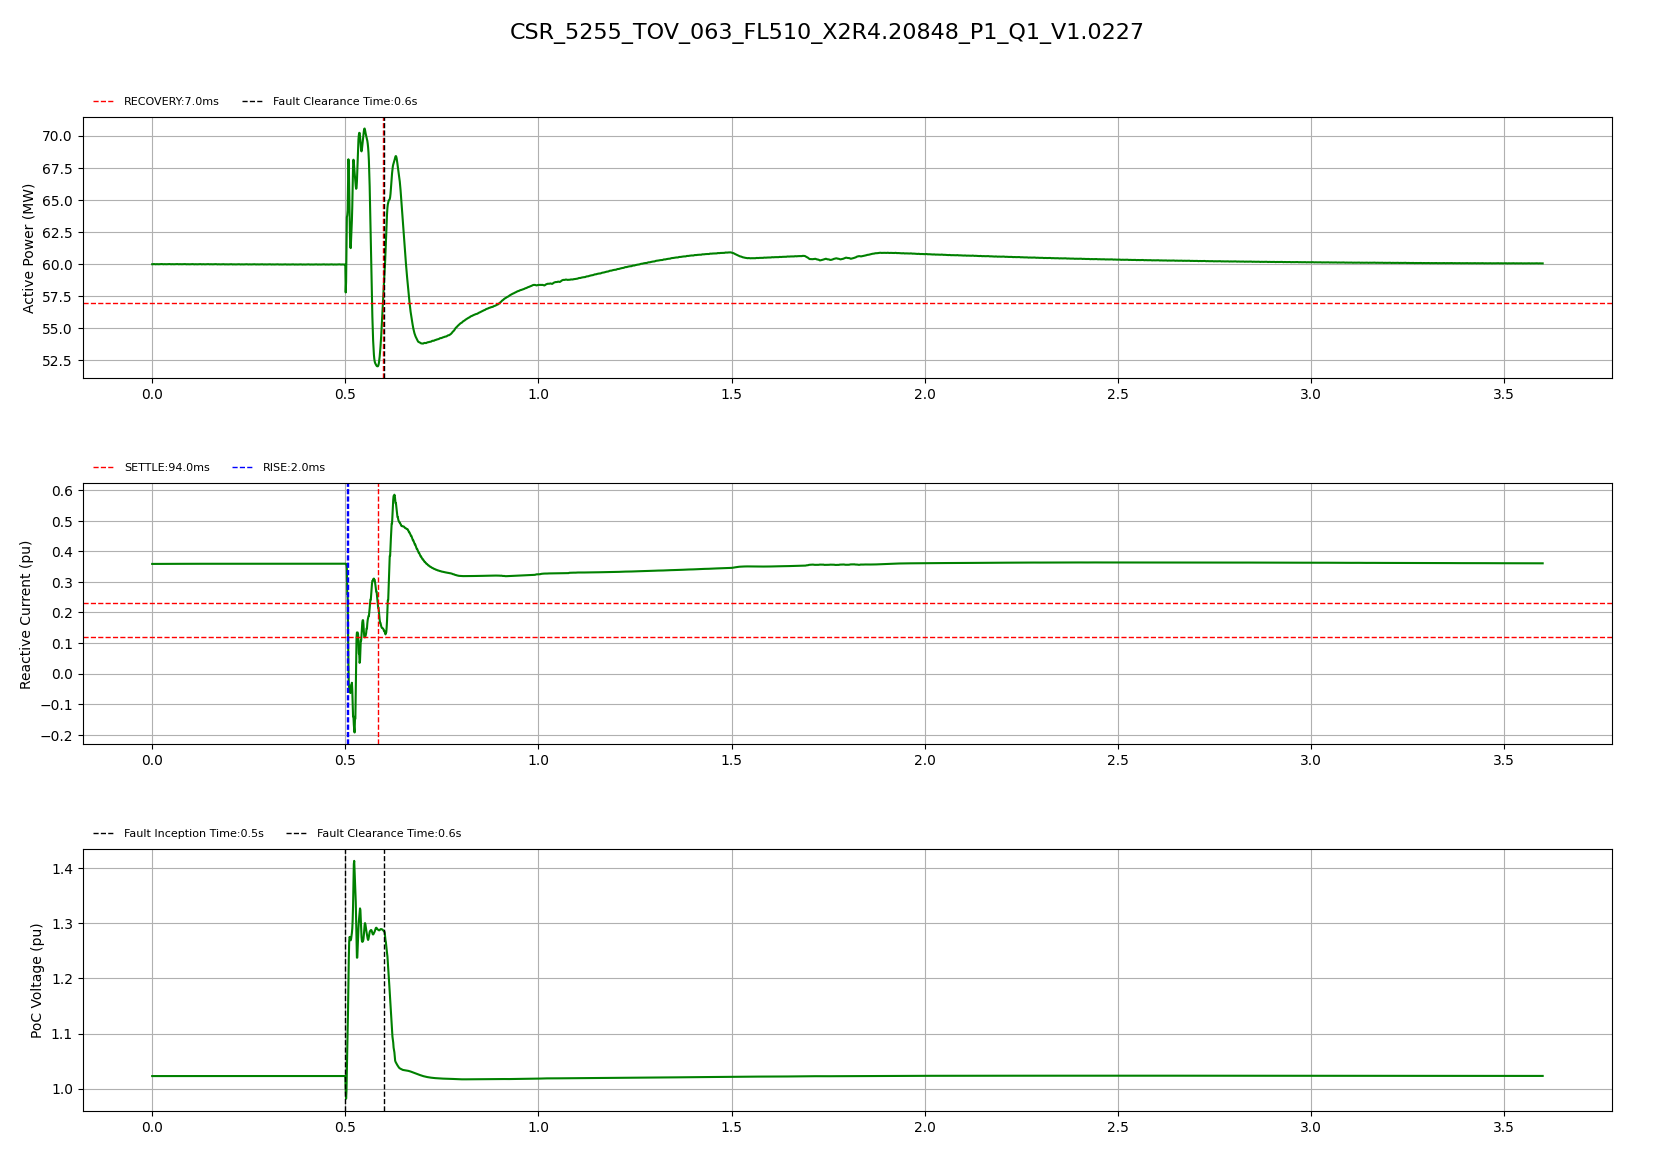 CSR_5255_TOV_063_FL510_X2R4.20848_P1_Q1_V1.0227
RECOVERY:7.0ms Fault Clearance Time:0.6s
Active Power (MW)
70.0
67.5
65.0
62.5
60.0
57.5
55.0
52.5
0.0 0.5 1.0 1.5 2.0 2.5 3.0 3.5
SETTLE:94.0ms RISE:2.0ms
Reactive Current (pu)
0.6
0.5
0.4
0.3
0.2
0.1
0.0
−0.1
−0.2
0.0 0.5 1.0 1.5 2.0 2.5 3.0 3.5
Fault Inception Time:0.5s Fault Clearance Time:0.6s
PoC Voltage (pu)
1.4
1.3
1.2
1.1
1.0
0.0 0.5 1.0 1.5 2.0 2.5 3.0 3.5